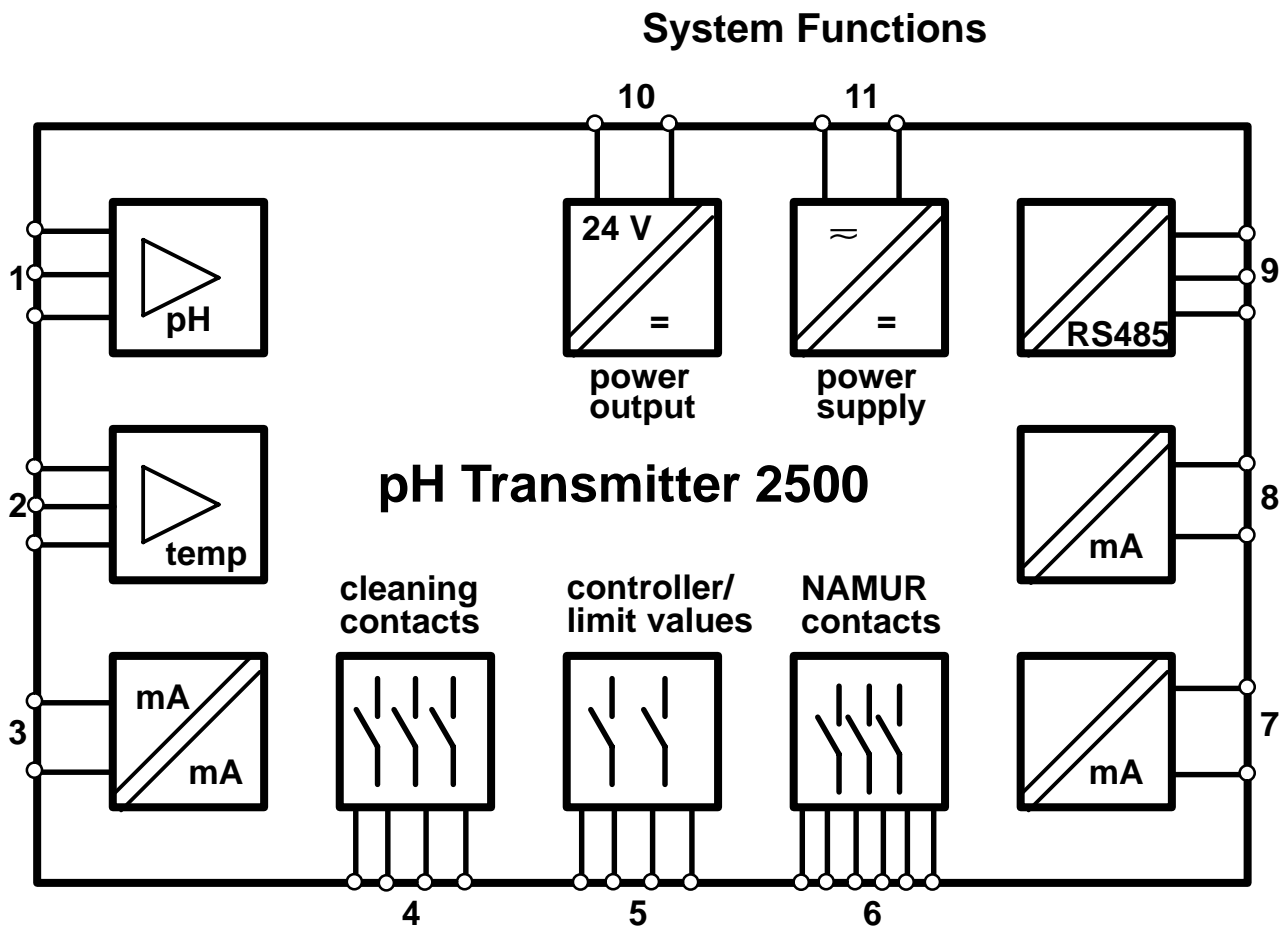 System Functions
10
11
1
pH
24 V
=
power
output
≂
=
power
supply
RS485
9
2
temp
pH Transmitter 2500
mA
8
cleaning
contacts
controller/
limit values
NAMUR
contacts
3
mA
mA
mA
7
4
5
6